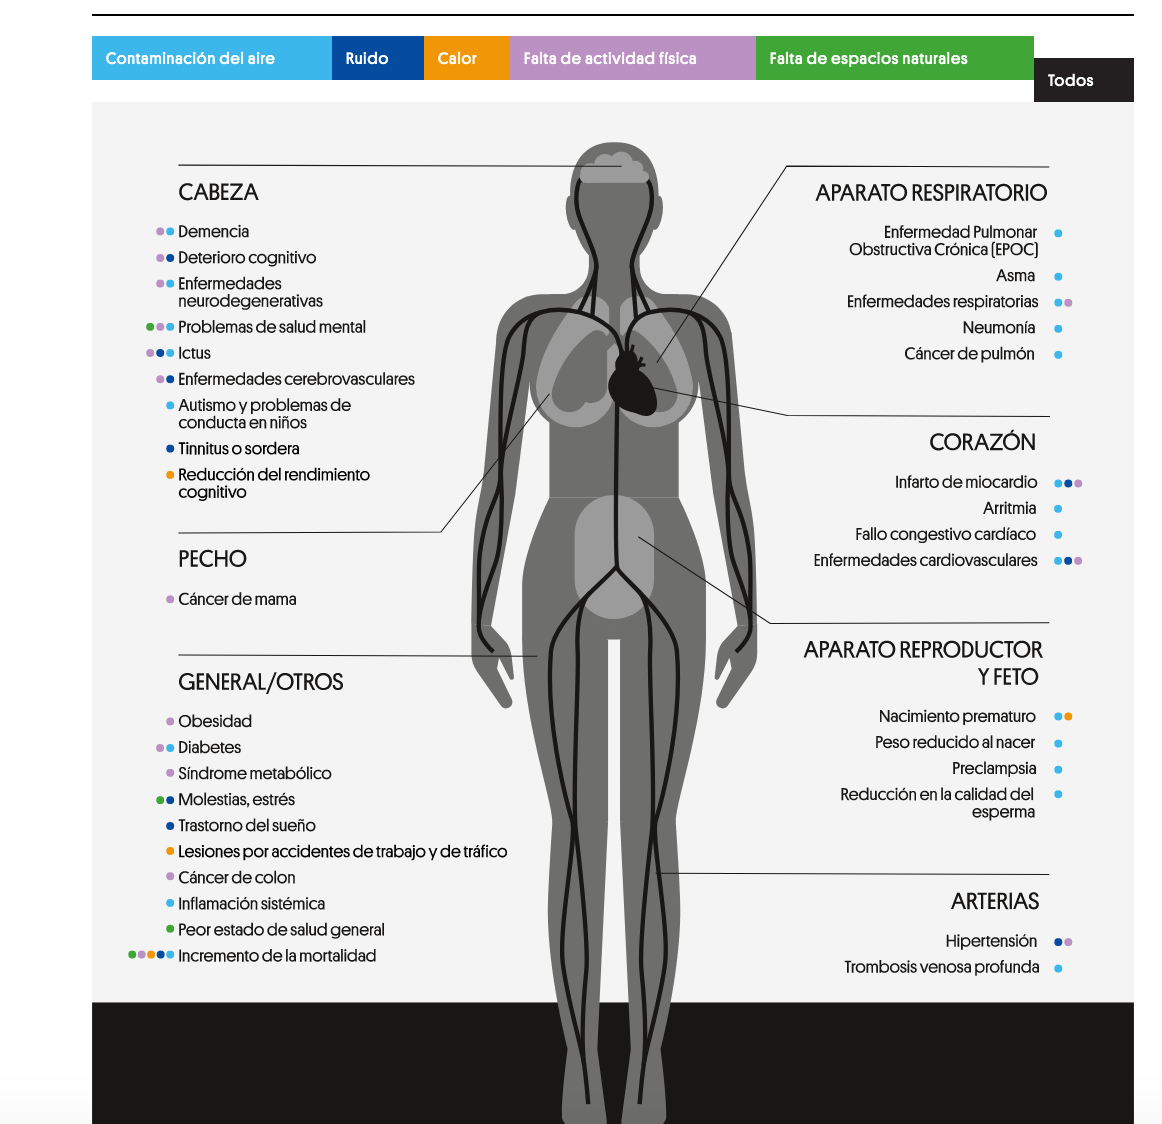 Contaminación del aire
Ruido
Calor
Falta de actividad física
Falta de espacios naturales
Todos
CABEZA
Demencia
Deterioro cognitivo
Enfermedades
neurodegenerativas
Problemas de salud mental
Ictus
Enfermedades cerebrovasculares
Autismo y problemas de
conducta en niños
Tinnitus o sordera
Reducción del rendimiento
cognitivo
PECHO
Cáncer de mama
GENERAL/OTROS
Obesidad
Diabetes
Síndrome metabólico
Molestias, estrés
Trastorno del sueño
Lesiones por accidentes de trabajo y de tráfico
Cáncer de colon
Inflamación sistémica
Peor estado de salud general
Incremento de la mortalidad
APARATO RESPIRATORIO
Enfermedad Pulmonar
Obstructiva Crónica (EPOC)
Asma
Enfermedades respiratorias
Neumonía
Cáncer de pulmón
CORAZÓN
Infarto de miocardio
Arritmia
Fallo congestivo cardíaco
Enfermedades cardiovasculares
APARATO REPRODUCTOR
Y FETO
Nacimiento prematuro
Peso reducido al nacer
Preclampsia
Reducción en la calidad del
esperma
ARTERIAS
Hipertensión
Trombosis venosa profunda